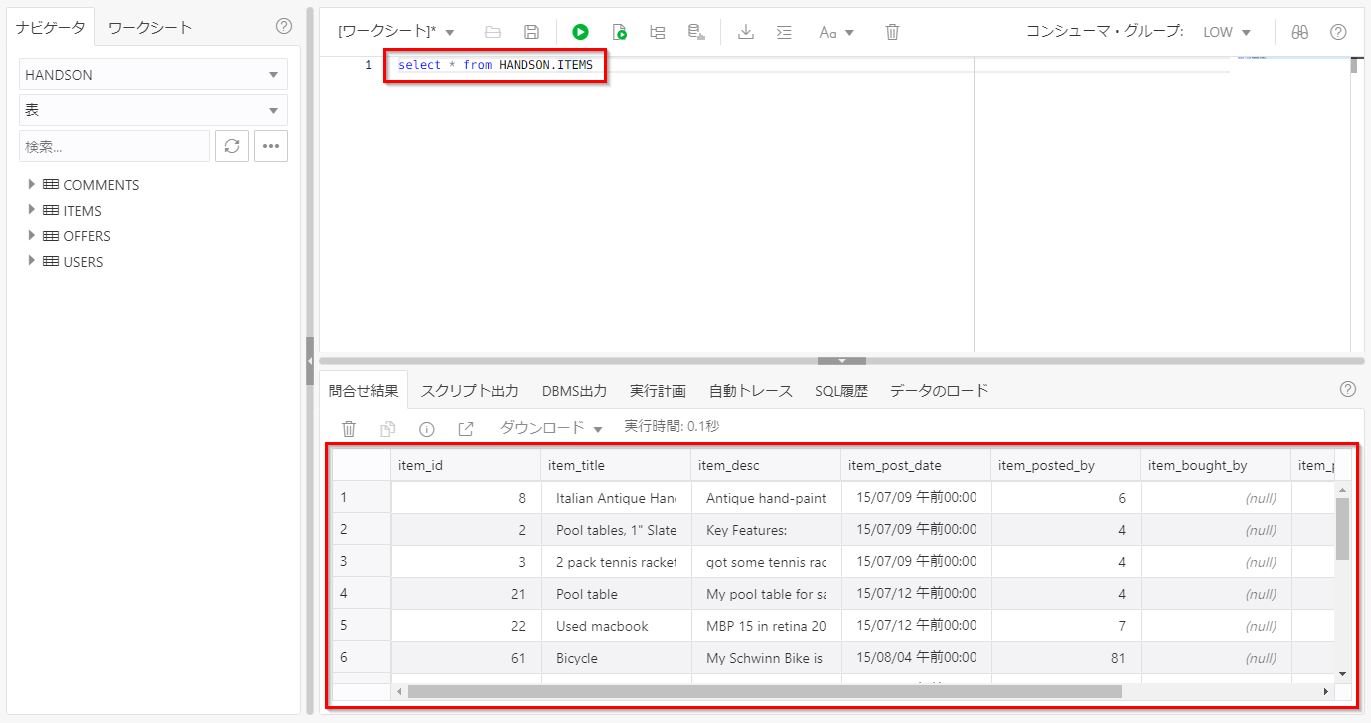 ナビゲータ ワークシート
HANDSON
表
検索...
COMMENTS
ITEMS
OFFERS
USERS
[ワークシート]* Aa コンシューマ・グループ: LOW
1 select * from HANDSON.ITEMS
問合せ結果 スクリプト出力 DBMS出力 実行計画 自動トレース SQL履歴 データのロード
ダウンロード 実行時間: 0.1秒
item_id item_title item_desc item_post_date item_posted_by item_bought_by
1 8 Italian Antique Han Antique hand-paint 15/07/09 午前00:00 6 (null)
2 2 Pool tables, 1" Slate Key Features: 15/07/09 午前00:00 4 (null)
3 3 2 pack tennis racket got some tennis rac 15/07/09 午前00:00 4 (null)
4 21 Pool table My pool table for sa 15/07/12 午前00:00 4 (null)
5 22 Used macbook MBP 15 in retina 20 15/07/12 午前00:00 7 (null)
6 61 Bicycle My Schwinn Bike is 15/08/04 午前00:00 81 (null)